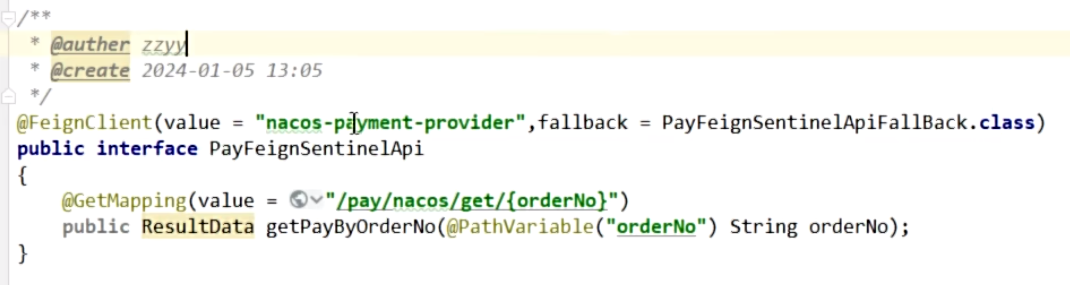 /**
 * @auther zzyy
 * @create 2024-01-05 13:05
 */
@FeignClient(value = "nacos-payment-provider",fallback = PayFeignSentinelApiFallBack.class)
public interface PayFeignSentinelApi
{
    @GetMapping(value = "/pay/nacos/get/{orderNo}")
    public ResultData getPayByOrderNo(@PathVariable("orderNo") String orderNo);
}